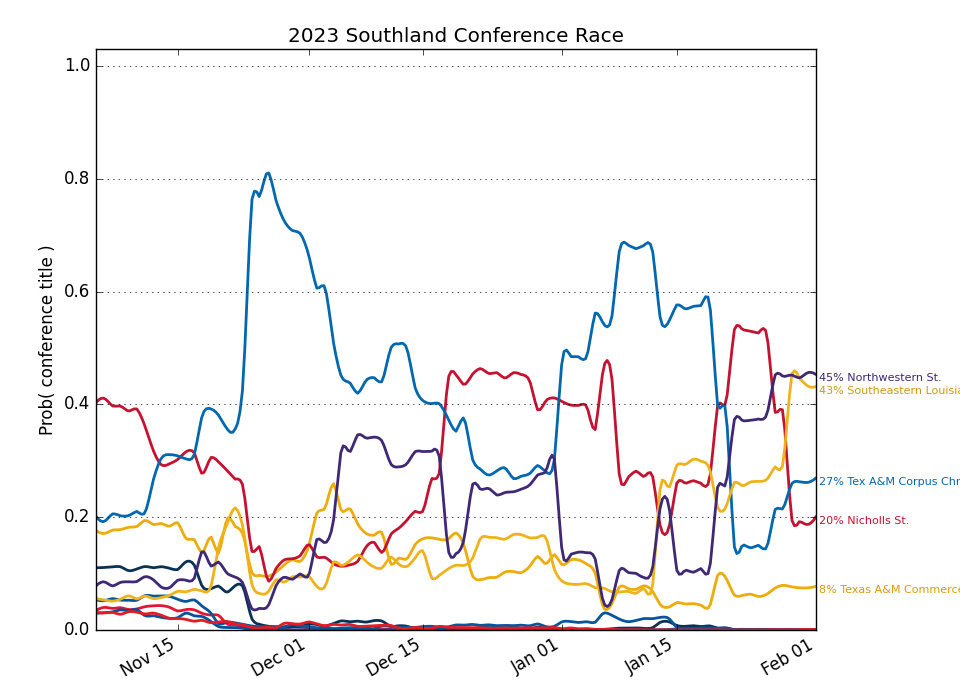 2023 Southland Conference Race
Prob( conference title )
1.0
0.8
0.6
0.4
0.2
0.0
Nov 15
Dec 01
Dec 15
Jan 01
Jan 15
Feb 01
45% Northwestern St.
43% Southeastern Louisia
27% Tex A&M Corpus Chr
20% Nicholls St.
8% Texas A&M Commerce